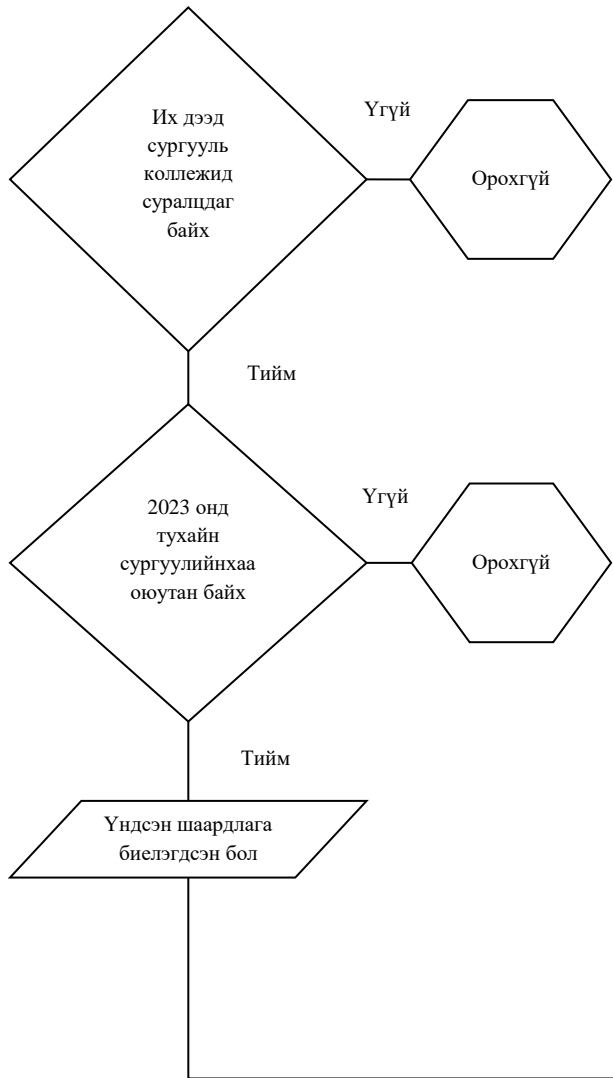 Их дээд
сургууль
коллежид
суралцдаг
байх
Үгүй
Орохгүй
Тийм
2023 онд
тухайн
сургуулийнхаа
оюутан байх
Үгүй
Орохгүй
Тийм
Үндсэн шаардлага
биелэгдсэн бол